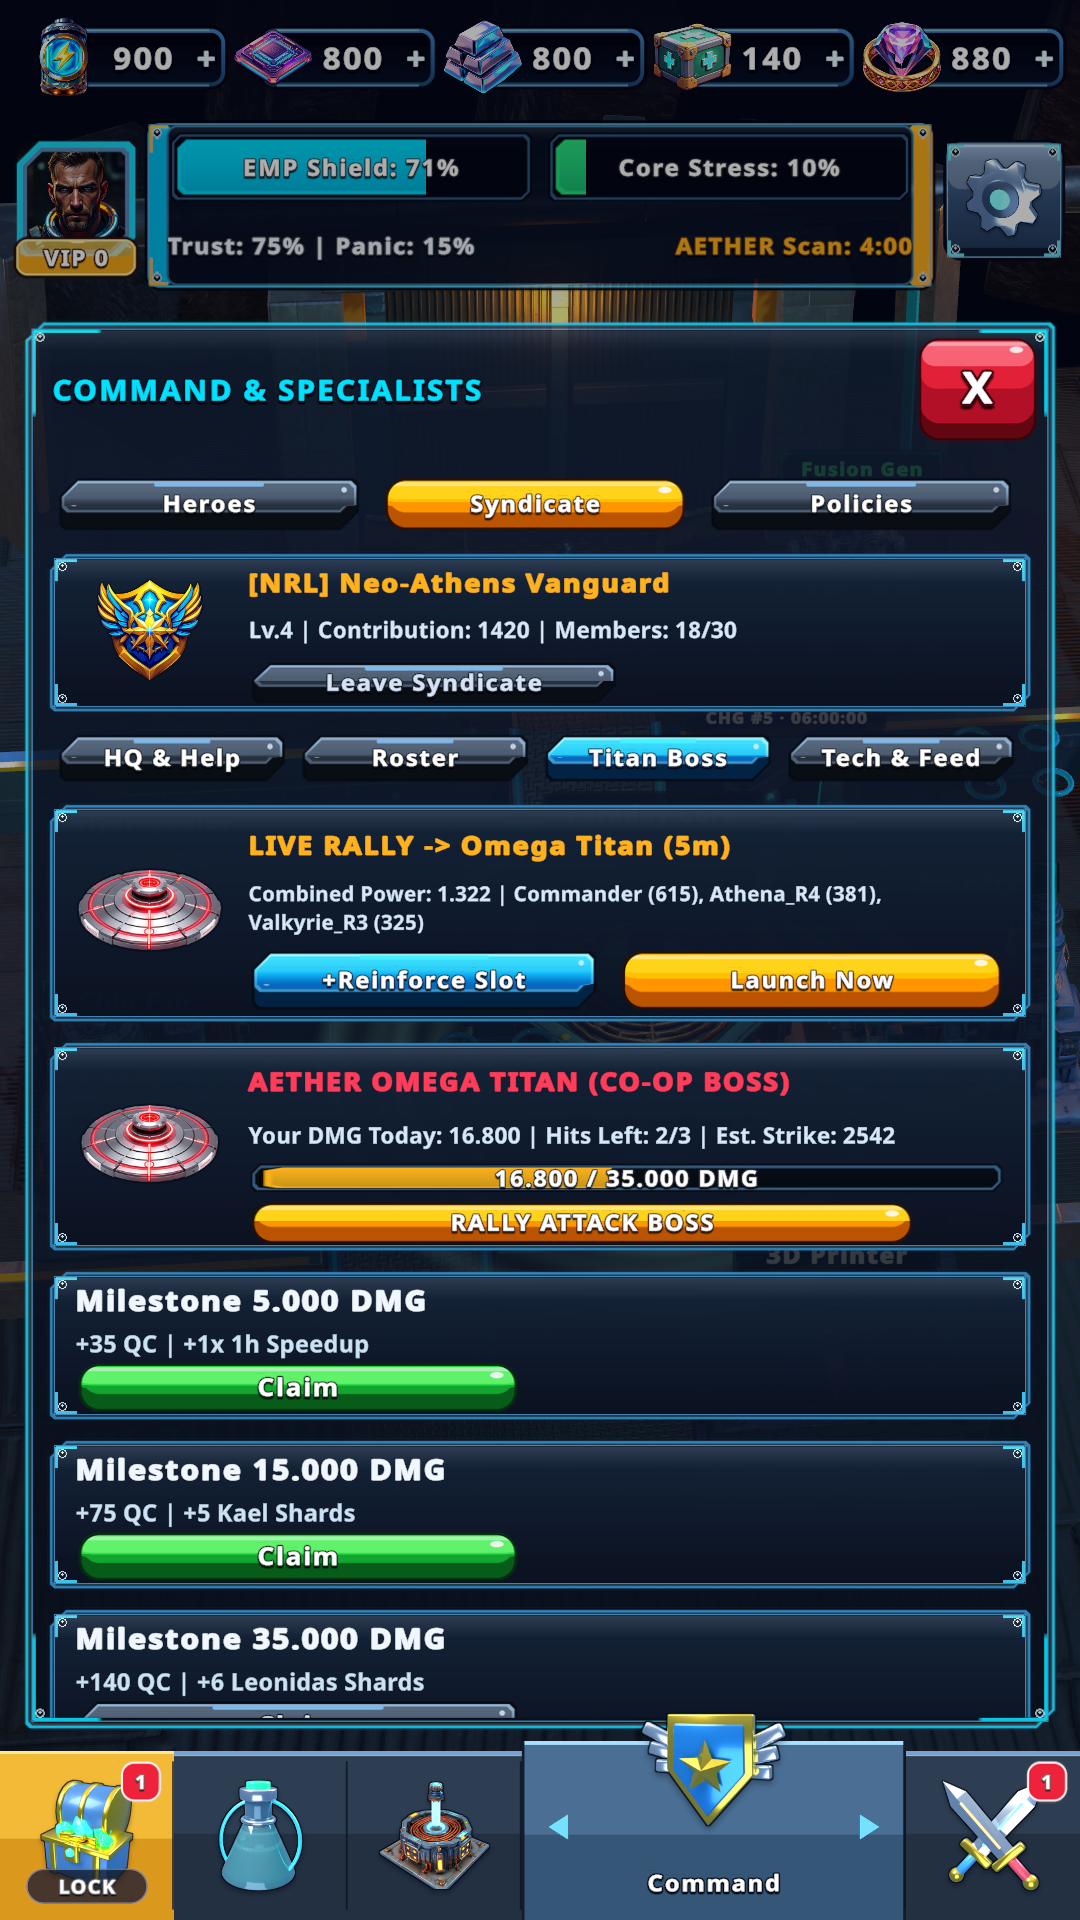 900 +
800 +
800 +
140 +
880 +
EMP Shield: 71%
Core Stress: 10%
VIP 0
Trust: 75% | Panic: 15%
AETHER Scan: 4:00
COMMAND & SPECIALISTS
X
Fusion Gen
Heroes
Syndicate
Policies
[NRL] Neo-Athens Vanguard
Lv.4 | Contribution: 1420 | Members: 18/30
Leave Syndicate
CHG #5 · 06:00:00
HQ & Help
Roster
Titan Boss
Tech & Feed
LIVE RALLY -> Omega Titan (5m)
Combined Power: 1.322 | Commander (615), Athena_R4 (381),
Valkyrie_R3 (325)
+Reinforce Slot
Launch Now
AETHER OMEGA TITAN (CO-OP BOSS)
Your DMG Today: 16.800 | Hits Left: 2/3 | Est. Strike: 2542
16.800 / 35.000 DMG
RALLY ATTACK BOSS
3D Printer
Milestone 5.000 DMG
+35 QC | +1x 1h Speedup
Claim
Milestone 15.000 DMG
+75 QC | +5 Kael Shards
Claim
Milestone 35.000 DMG
+140 QC | +6 Leonidas Shards
1
LOCK
Command
1